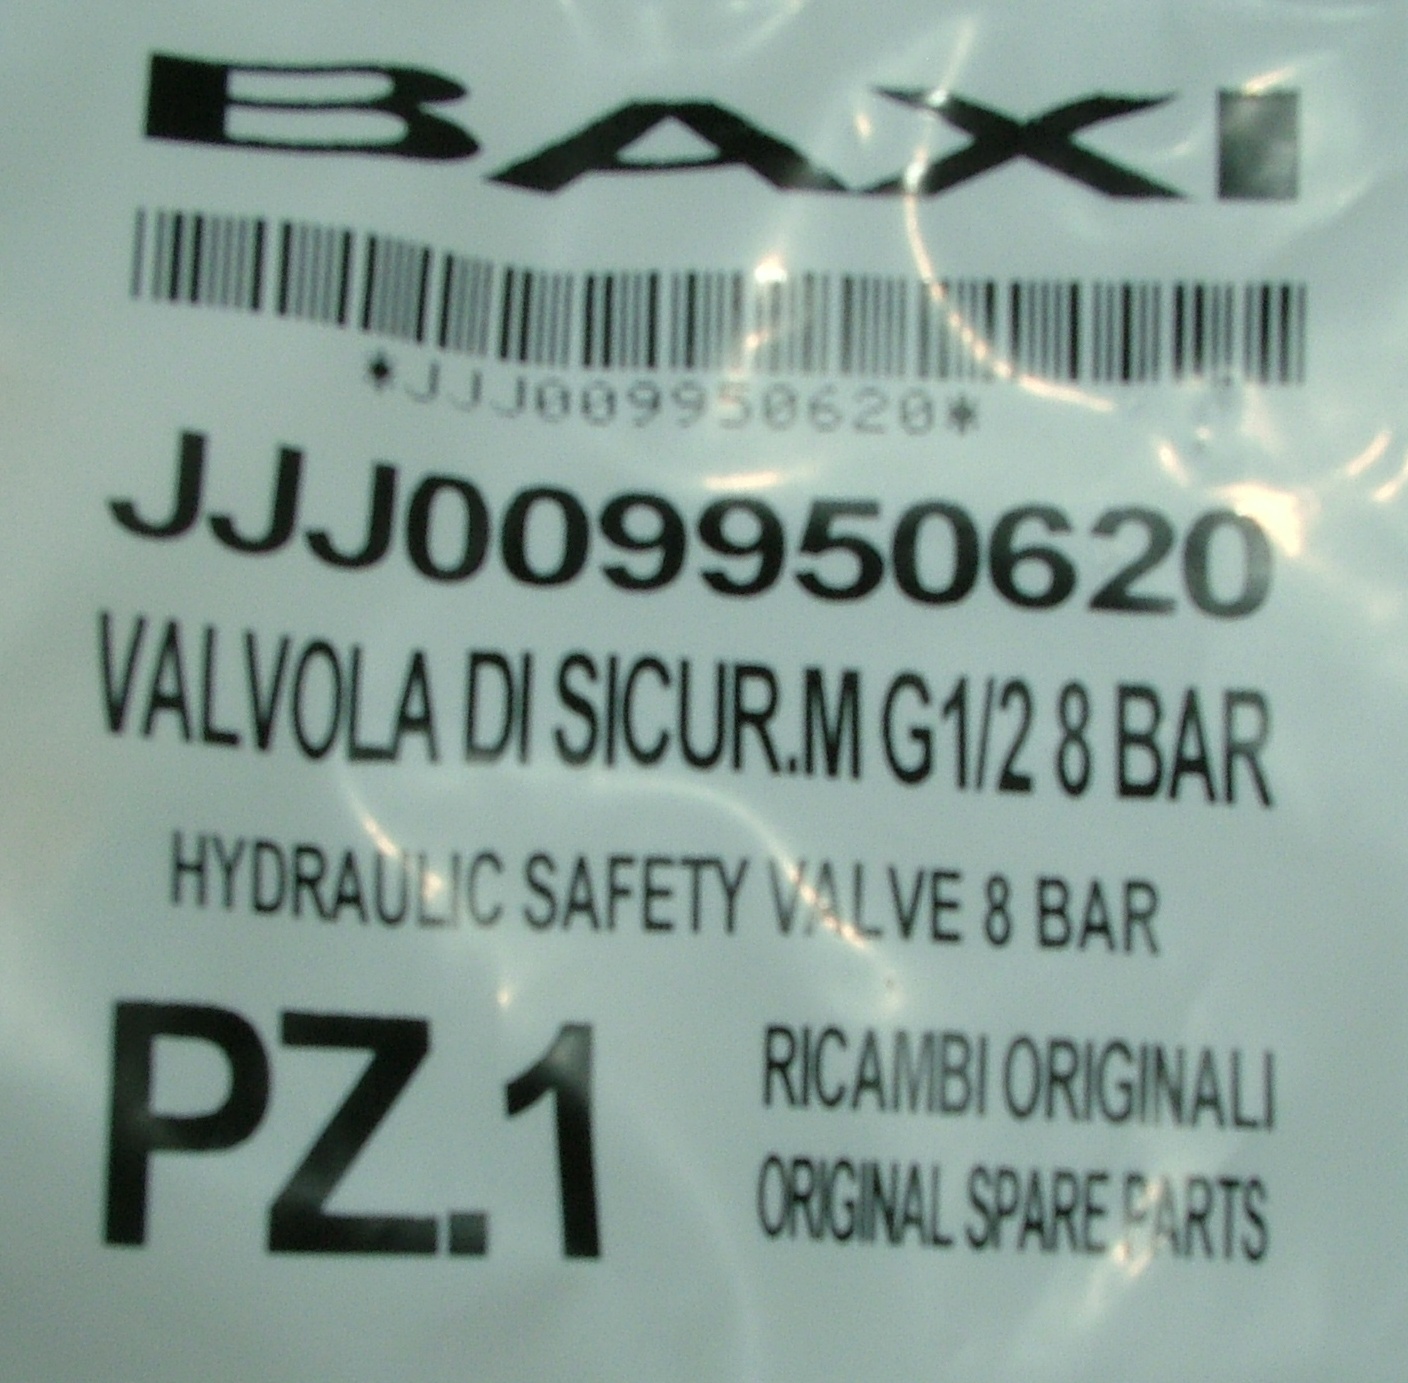 BAXI
*JJJ009950620*
JJJ009950620
VALVOLA DI SICUR.M G1/2 8 BAR
HYDRAULIC SAFETY VALVE 8 BAR
PZ.1
RICAMBI ORIGINALI
ORIGINAL SPARE PARTS